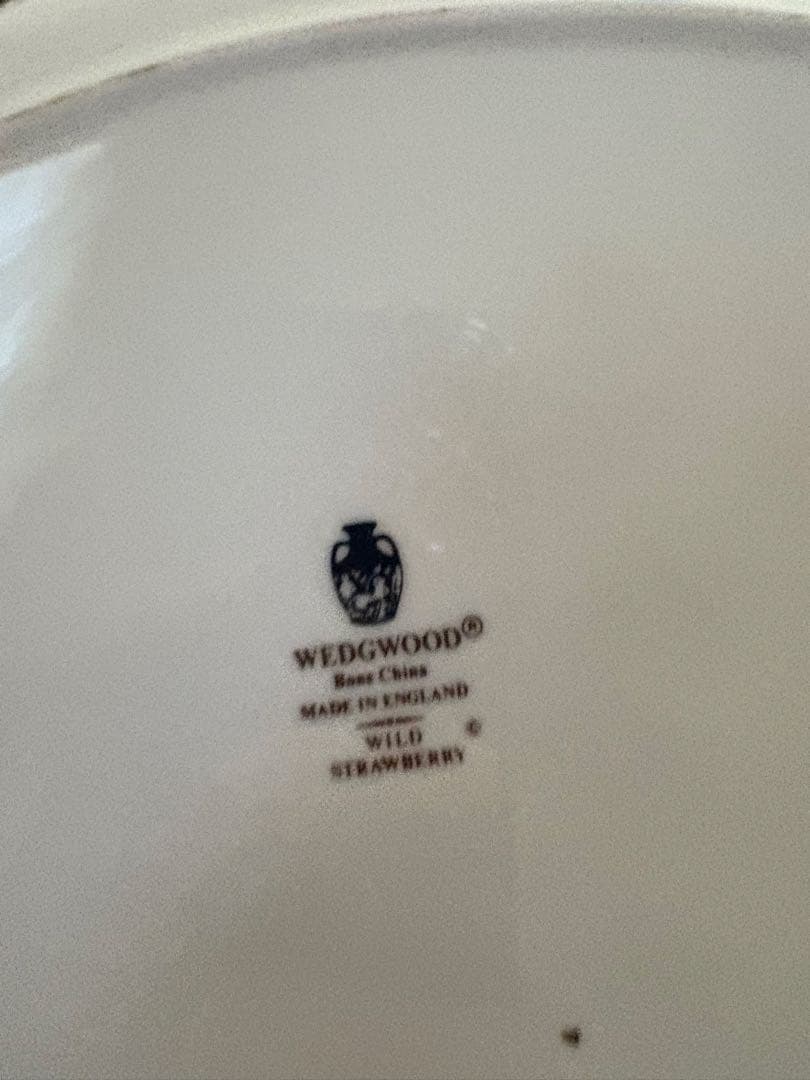 WEDGWOOD®
Bone China
MADE IN ENGLAND
WILD ©
STRAWBERRY